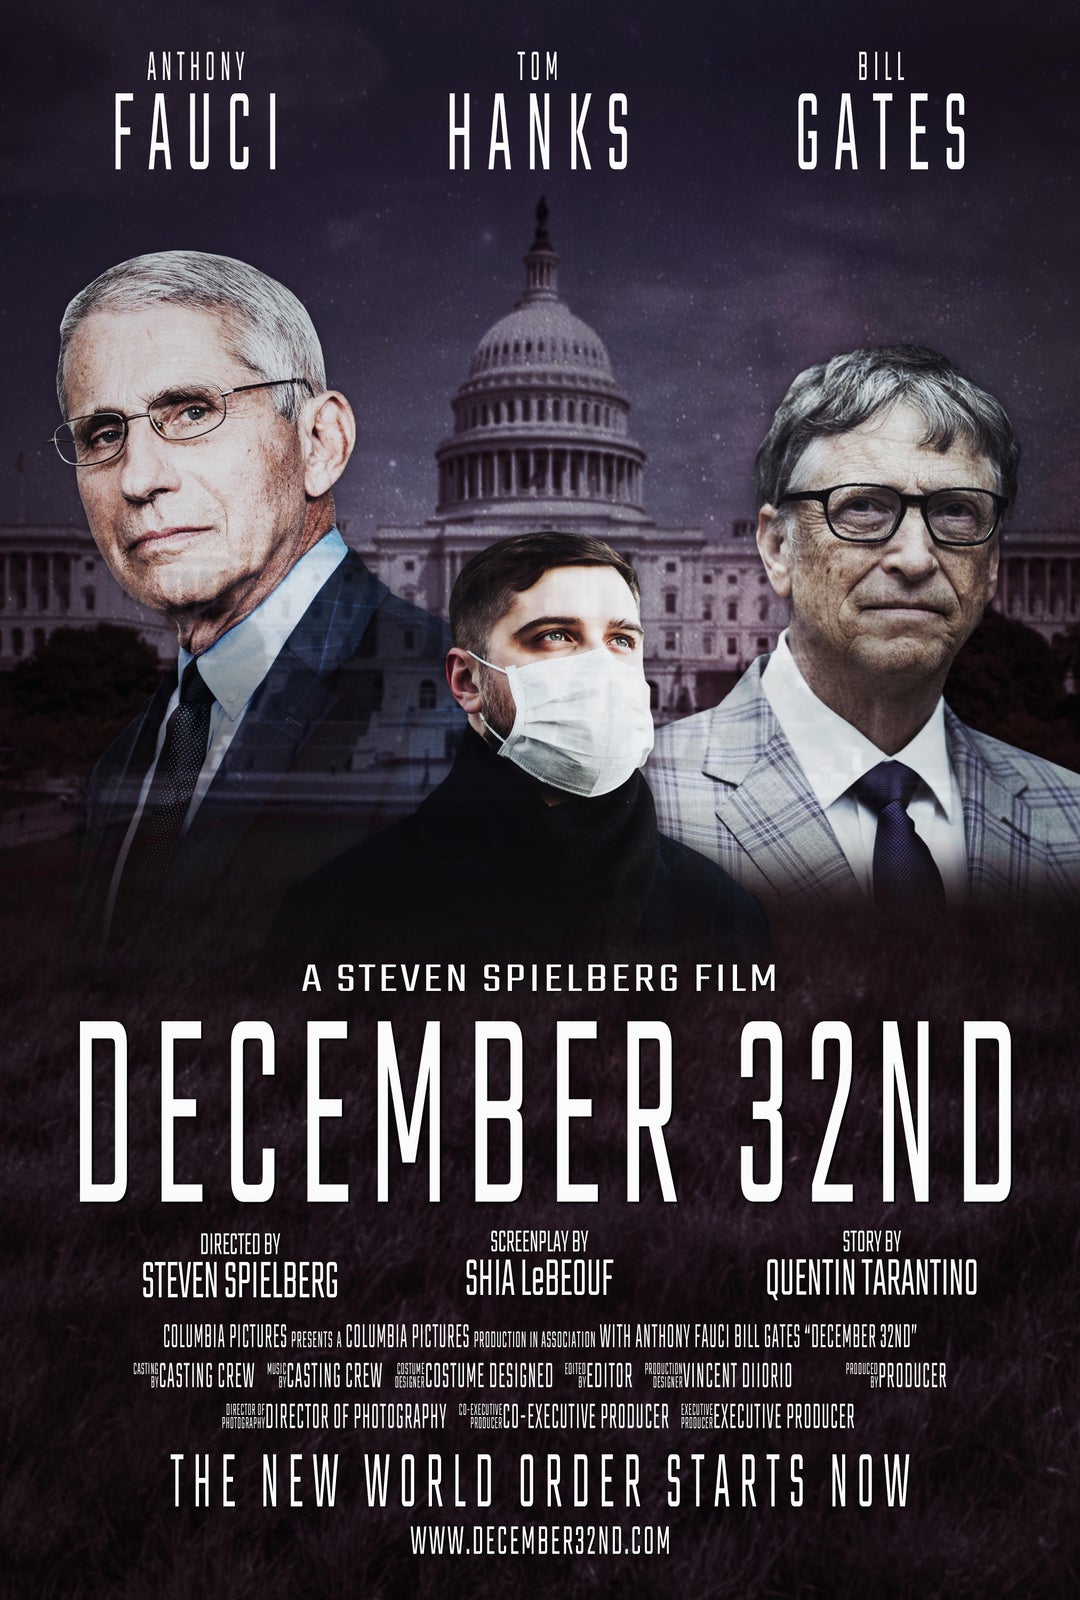 ANTHONY
FAUCI
TOM
HANKS
BILL
GATES
A STEVEN SPIELBERG FILM
DECEMBER 32ND
DIRECTED BY
STEVEN SPIELBERG
SCREENPLAY BY
SHIA LeBEOUF
STORY BY
QUENTIN TARANTINO
COLUMBIA PICTURES PRESENTS A COLUMBIA PICTURES PRODUCTION IN ASSOCIATION WITH ANTHONY FAUCI BILL GATES "DECEMBER 32ND"
CASTING BY CASTING CREW MUSIC BY CASTING CREW COSTUME DESIGNER COSTUME DESIGNED EDITED BY EDITOR PRODUCTION DESIGNER VINCENT DIIORIO PRODUCED BY PRODUCER
DIRECTOR OF PHOTOGRAPHY DIRECTOR OF PHOTOGRAPHY CO-EXECUTIVE PRODUCER CO-EXECUTIVE PRODUCER EXECUTIVE PRODUCER EXECUTIVE PRODUCER
THE NEW WORLD ORDER STARTS NOW
WWW.DECEMBER32ND.COM